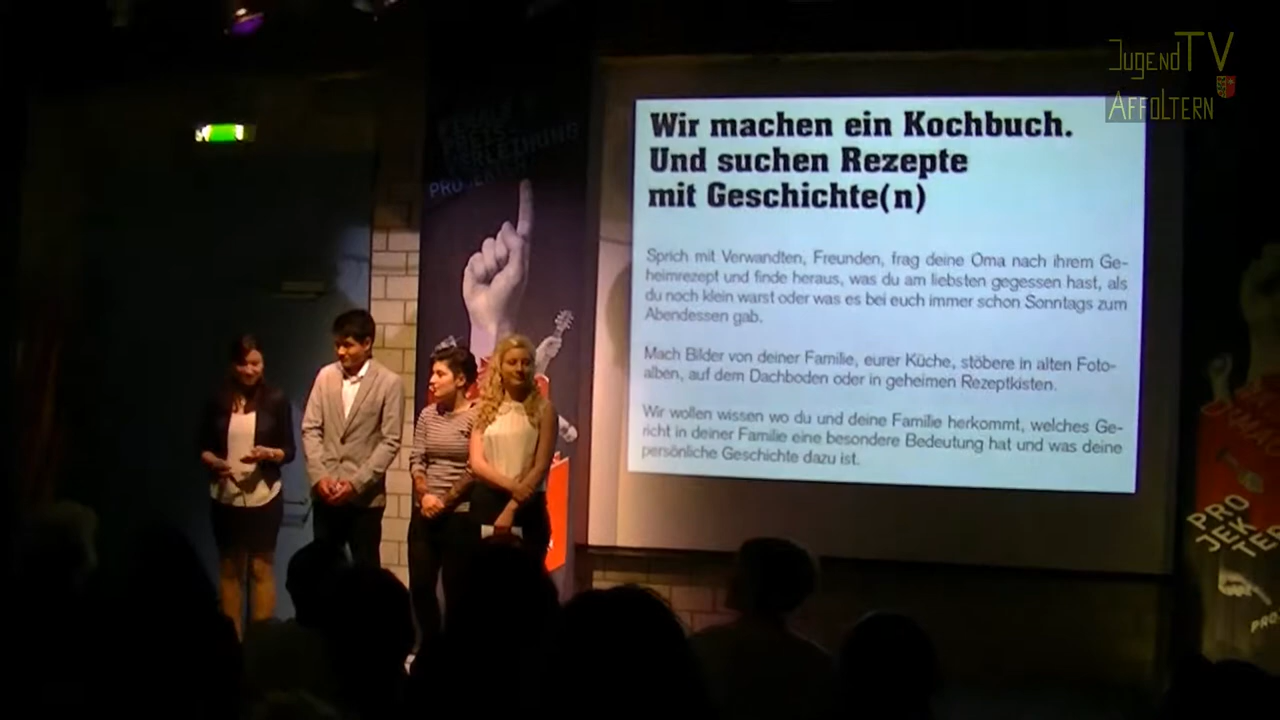 JugendTV
Affoltern
Wir machen ein Kochbuch.
Und suchen Rezepte
mit Geschichte(n)
Sprich mit Verwandten, Freunden, frag deine Oma nach ihrem Ge-
heimrezept und finde heraus, was du am liebsten gegessen hast, als
du noch klein warst oder was es bei euch immer schon Sonntags zum
Abendessen gab.
Mach Bilder von deiner Familie, eurer Küche, stöbere in alten Foto-
alben, auf dem Dachboden oder in geheimen Rezeptkisten.
Wir wollen wissen wo du und deine Familie herkommt, welches Ge-
richt in deiner Familie eine besondere Bedeutung hat und was deine
persönliche Geschichte dazu ist.
PRO
JEK
TE